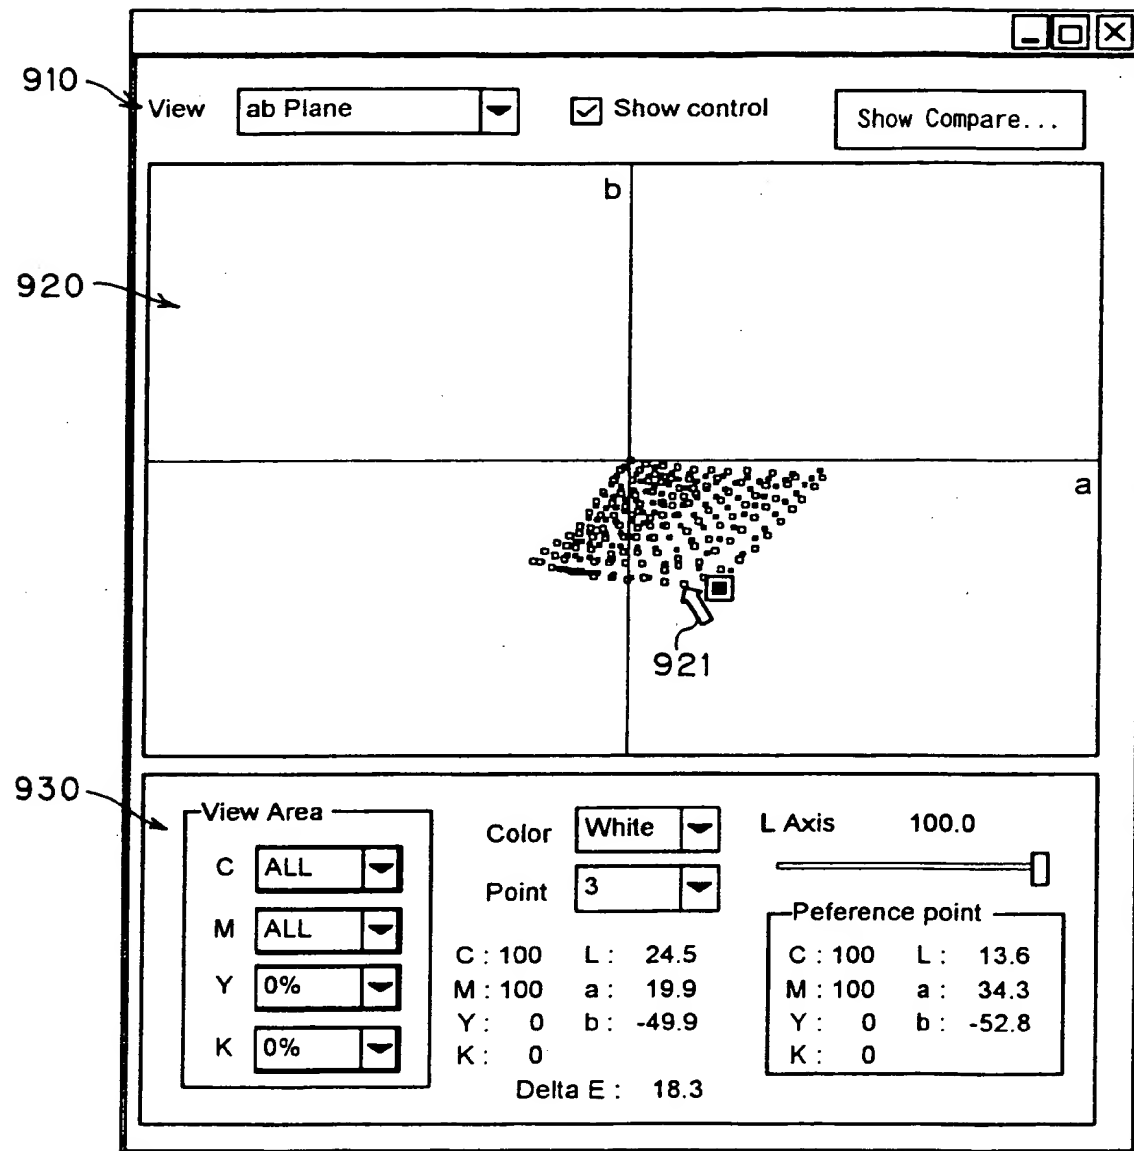 910
View ab Plane Show control Show Compare...
b
920
a
921
930
View Area
C ALL
M ALL
Y 0%
K 0%
Color White
Point 3
C : 100 L : 24.5
M : 100 a : 19.9
Y : 0 b : -49.9
K : 0
Delta E : 18.3
L Axis 100.0
Peference point
C : 100 L : 13.6
M : 100 a : 34.3
Y : 0 b : -52.8
K : 0